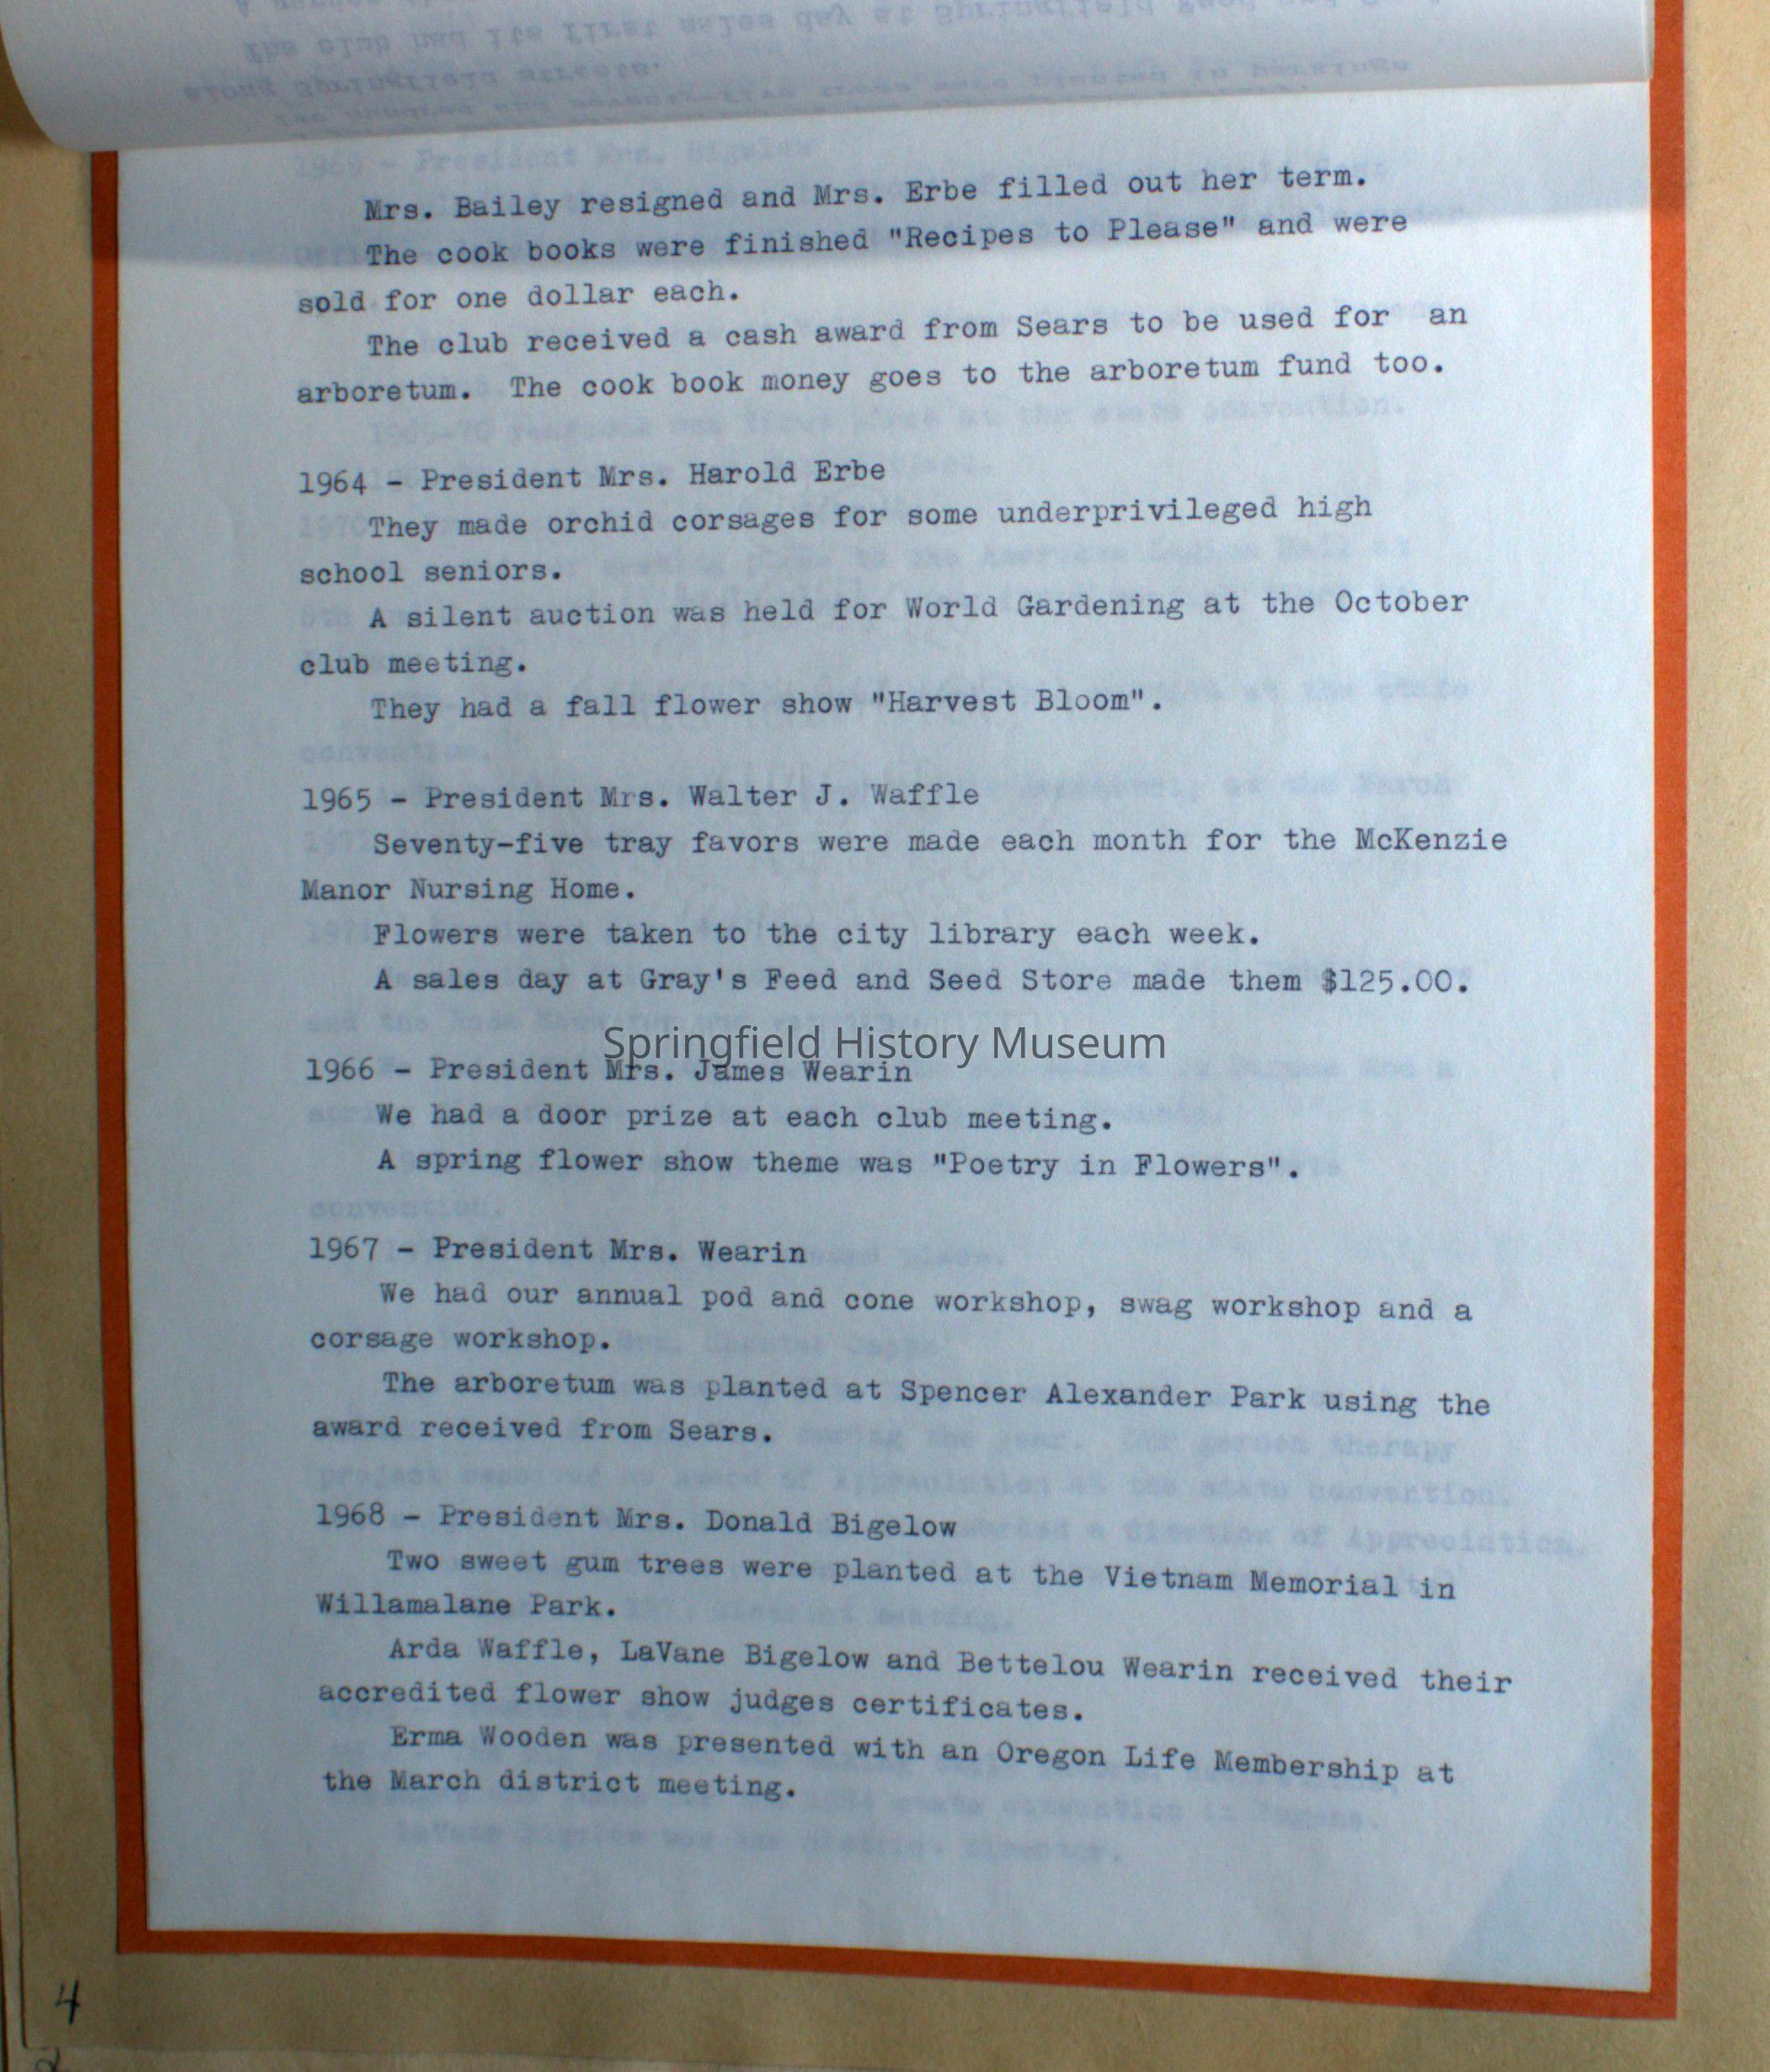 Mrs. Bailey resigned and Mrs. Erbe filled out her term.
The cook books were finished "Recipes to Please" and were
sold for one dollar each.
The club received a cash award from Sears to be used for an
arboretum. The cook book money goes to the arboretum fund too.
1964 - President Mrs. Harold Erbe
They made orchid corsages for some underprivileged high
school seniors.
A silent auction was held for World Gardening at the October
club meeting.
They had a fall flower show "Harvest Bloom".
1965 - President Mrs. Walter J. Waffle
Seventy-five tray favors were made each month for the McKenzie
Manor Nursing Home.
Flowers were taken to the city library each week.
A sales day at Gray's Feed and Seed Store made them $125.00.
Springfield History Museum
1966 - President Mrs. James Wearin
We had a door prize at each club meeting.
A spring flower show theme was "Poetry in Flowers".
1967 - President Mrs. Wearin
We had our annual pod and cone workshop, swag workshop and a
corsage workshop.
The arboretum was planted at Spencer Alexander Park using the
award received from Sears.
1968 - President Mrs. Donald Bigelow
Two sweet gum trees were planted at the Vietnam Memorial in
Willamalane Park.
Arda Waffle, LaVane Bigelow and Bettelou Wearin received their
accredited flower show judges certificates.
Erma Wooden was presented with an Oregon Life Membership at
the March district meeting.
4